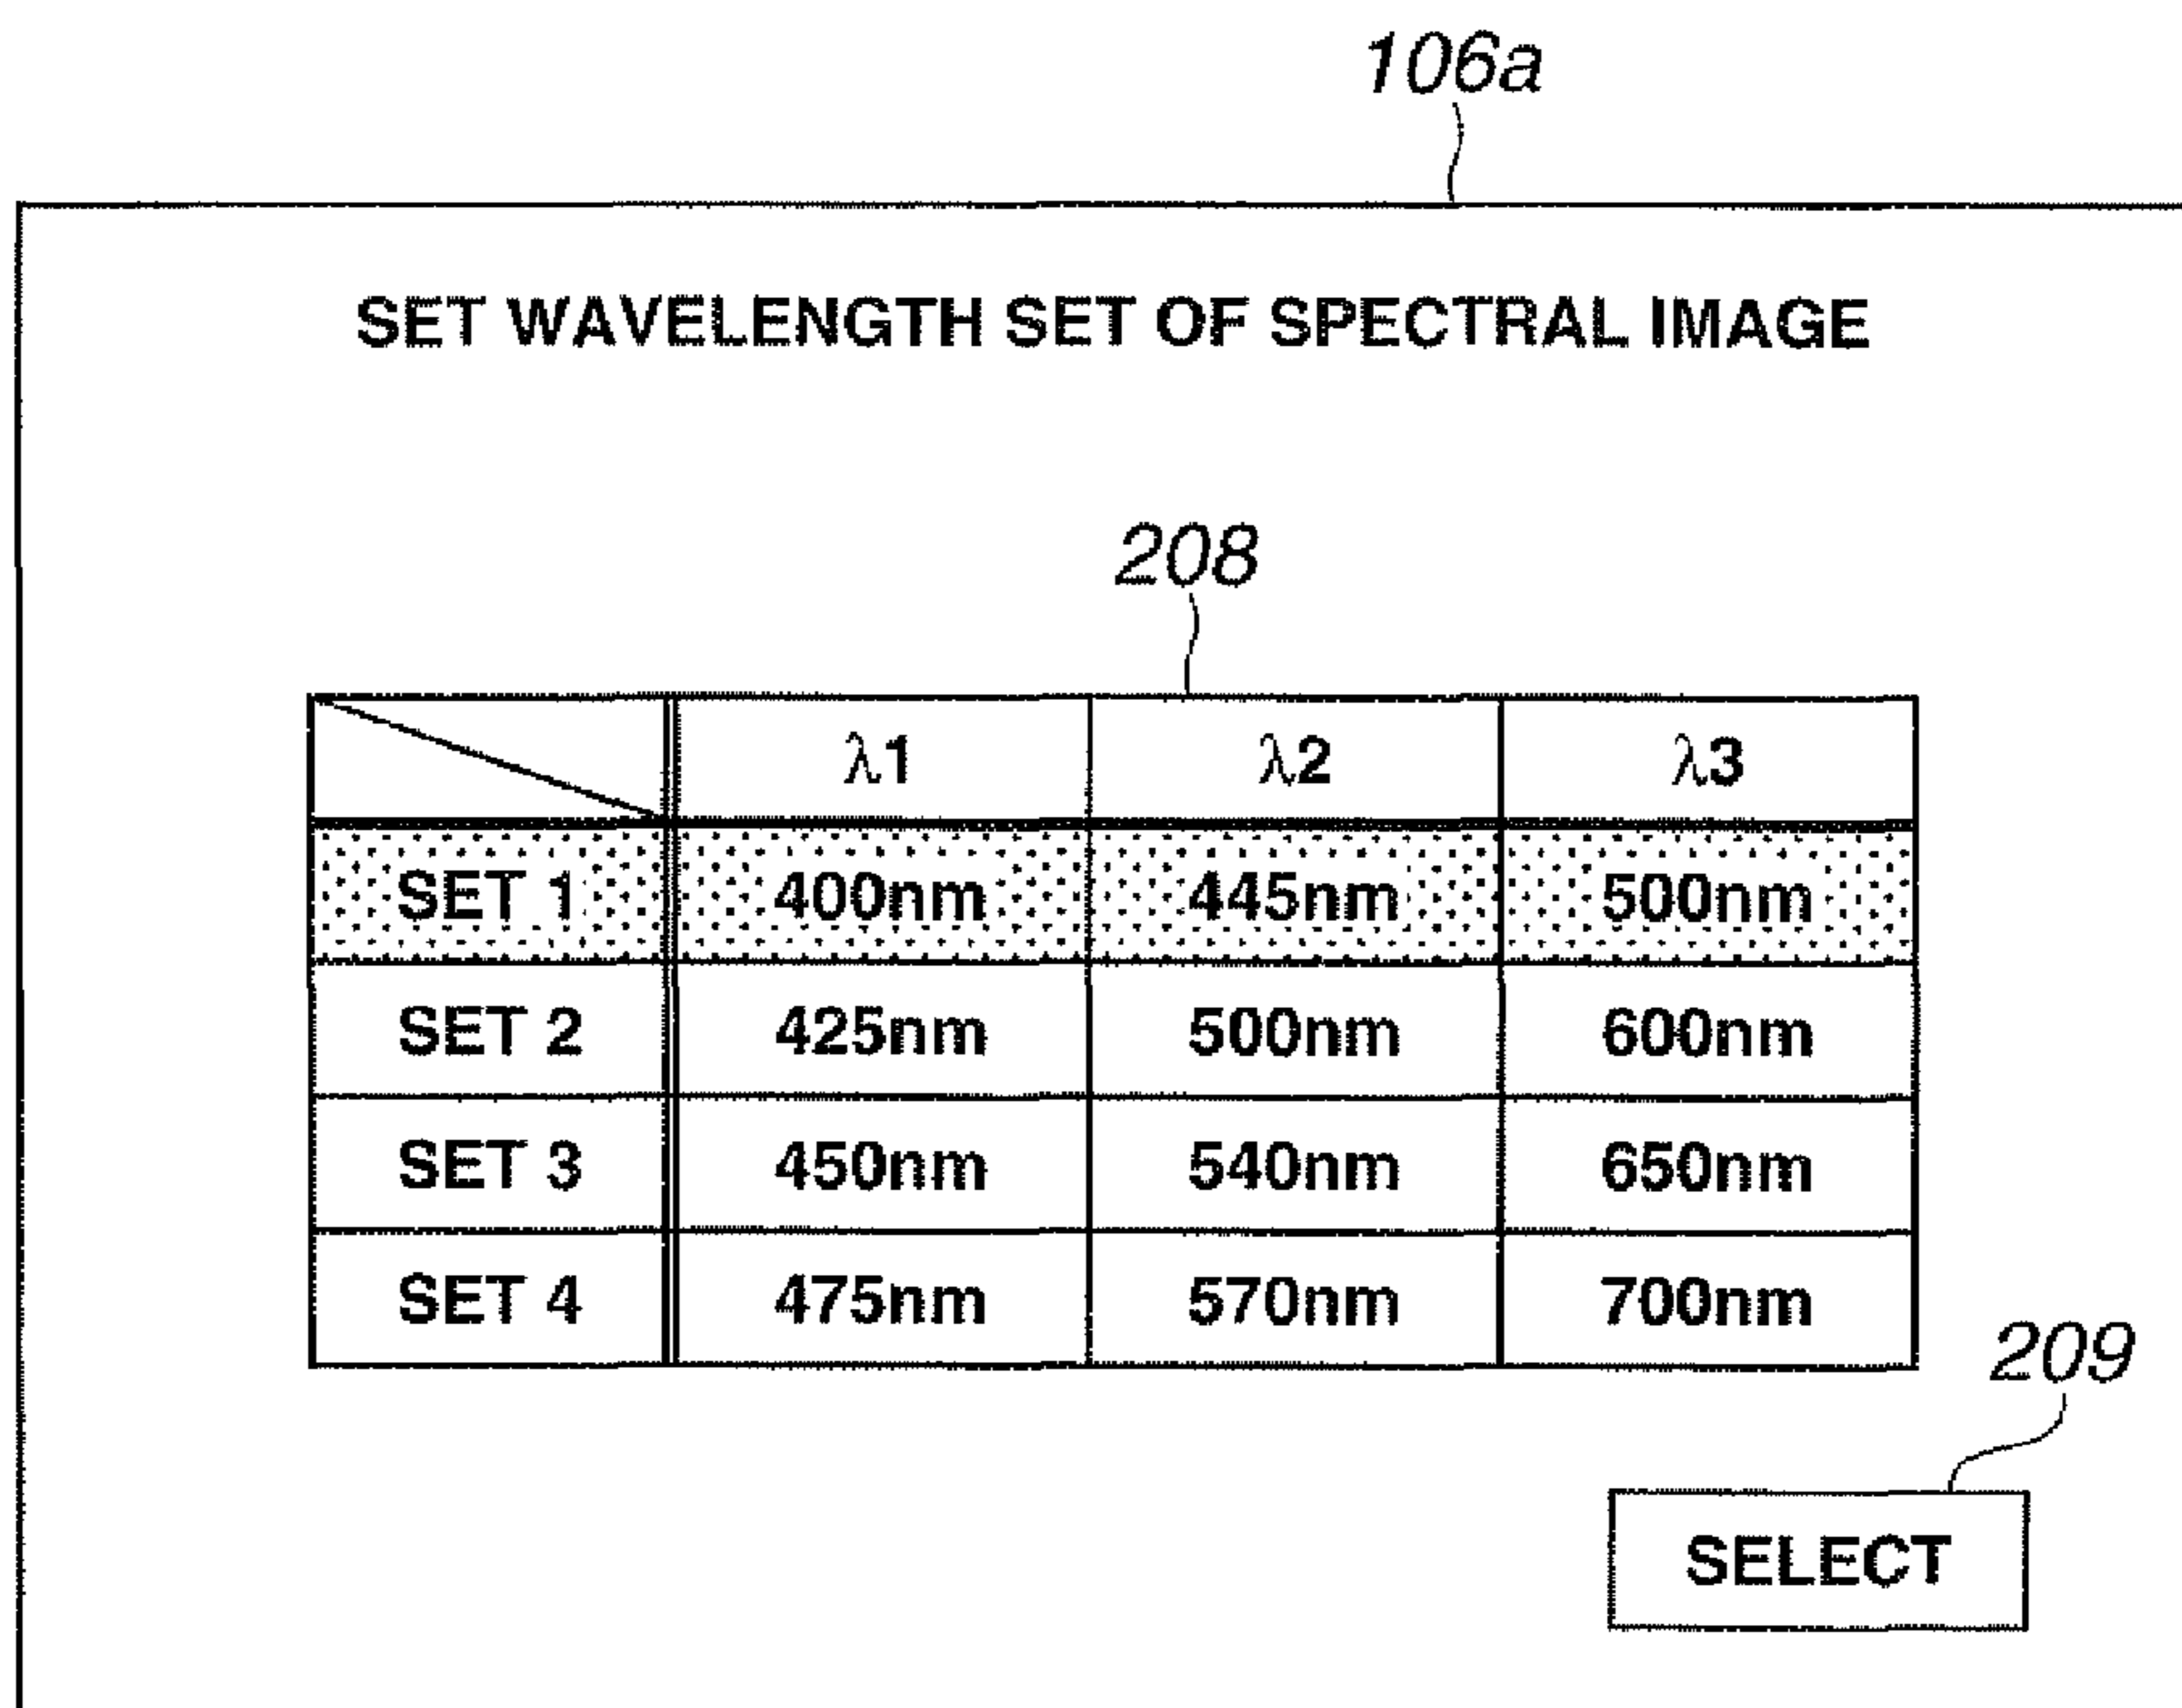 106a
SET WAVELENGTH SET OF SPECTRAL IMAGE
208
λ1 λ2 λ3
SET 1 400nm 445nm 500nm
SET 2 425nm 500nm 600nm
SET 3 450nm 540nm 650nm
SET 4 475nm 570nm 700nm
209
SELECT